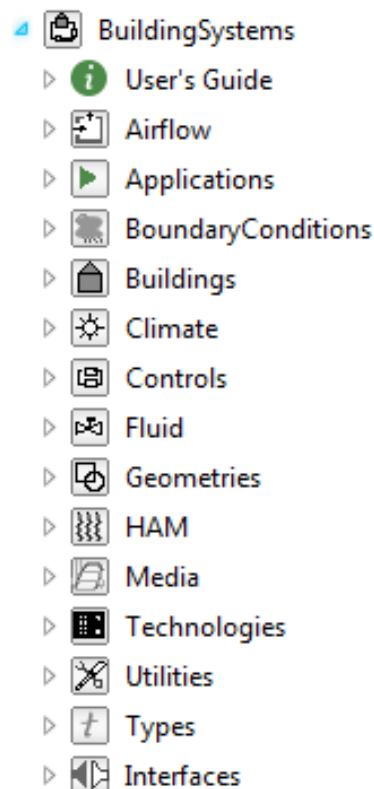 BuildingSystems
User's Guide
Airflow
Applications
BoundaryConditions
Buildings
Climate
Controls
Fluid
Geometries
HAM
Media
Technologies
Utilities
Types
Interfaces